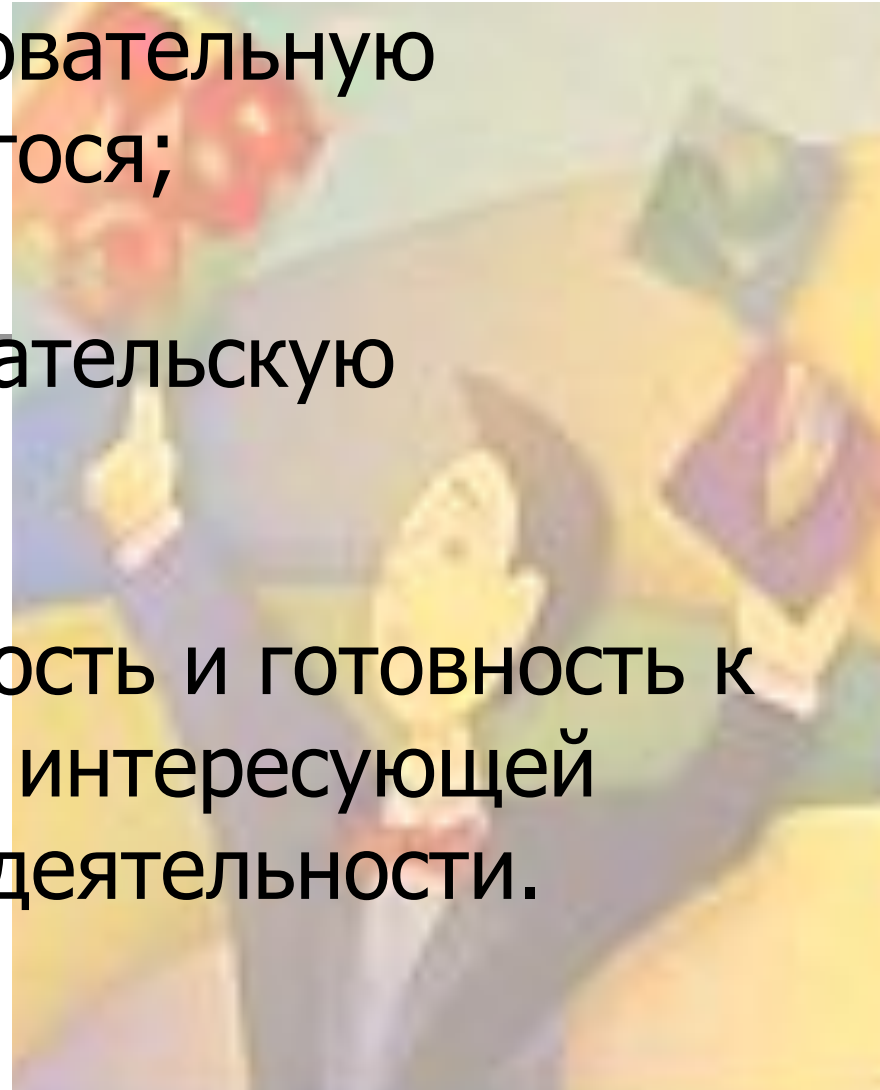 овательную
гося;
ательскую
ость и готовность к
интересующей
деятельности.